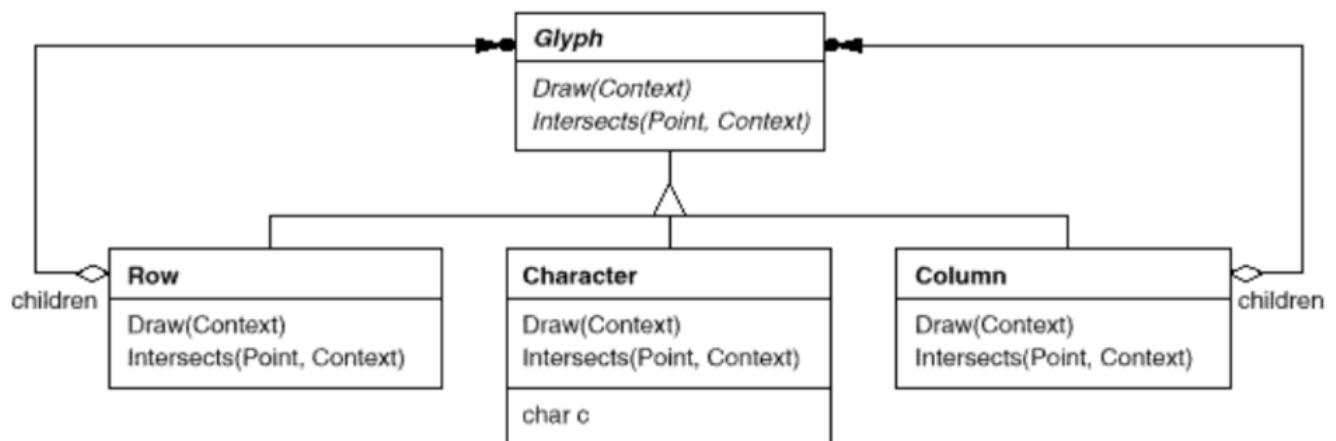 Glyph
Draw(Context)
Intersects(Point, Context)
Row
Draw(Context)
Intersects(Point, Context)
children
Character
Draw(Context)
Intersects(Point, Context)
char c
Column
Draw(Context)
Intersects(Point, Context)
children